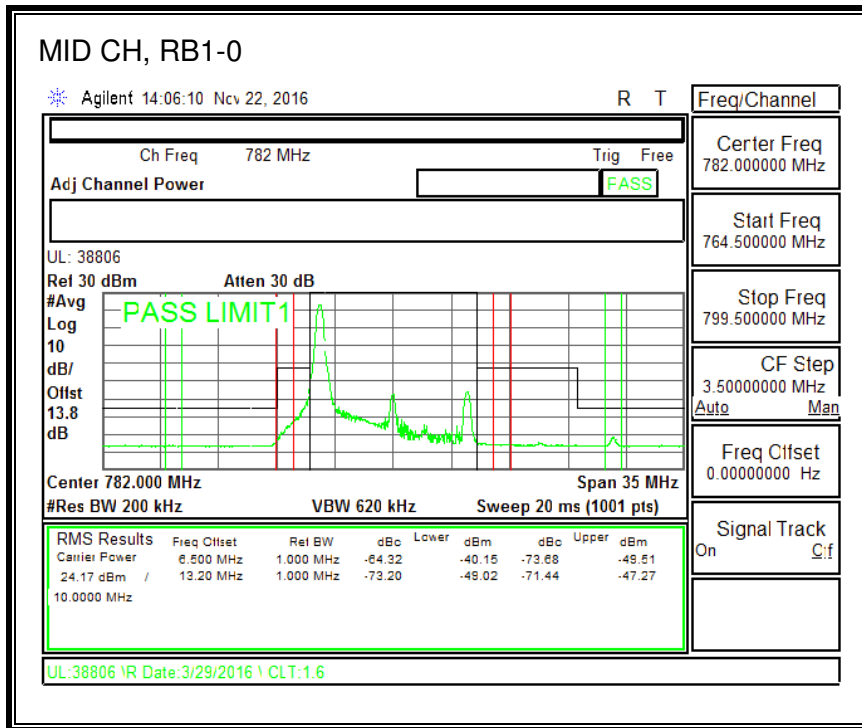 MID CH, RB1-0
Agilent 14:06:10 Nov 22, 2016 R T
Freq/Channel
Ch Freq 782 MHz Trig Free
Adj Channel Power PASS
UL: 38806
Ref 30 dBm Atten 30 dB
#Avg
Log
10
dB/
Offst
13.8
dB
PASS LIMIT1
Center 782.000 MHz Span 35 MHz
#Res BW 200 kHz VBW 620 kHz Sweep 20 ms (1001 pts)
RMS Results Freq Offset Ref BW dBc Lower dBm dBc Upper dBm
Carrier Power 6.500 MHz 1.000 MHz -64.32 -40.15 -73.68 -49.51
24.17 dBm / 13.20 MHz 1.000 MHz -73.20 -49.02 -71.44 -47.27
10.0000 MHz
UL:38806 \R Date:3/29/2016 \ CLT:1.6
Center Freq
782.000000 MHz
Start Freq
764.500000 MHz
Stop Freq
799.500000 MHz
CF Step
3.50000000 MHz
Auto Man
Freq Offset
0.00000000 Hz
Signal Track
On Off